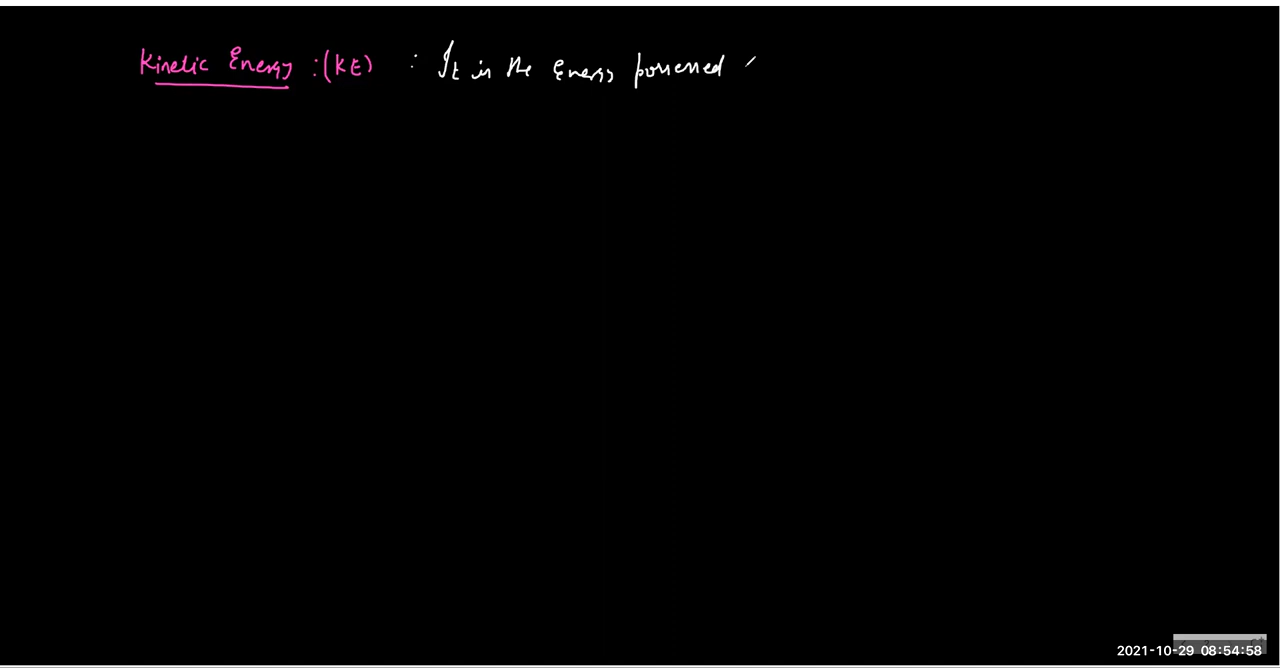 Kinetic Energy :(KE) : It is the Energy possessed
2021-10-29 08:54:58